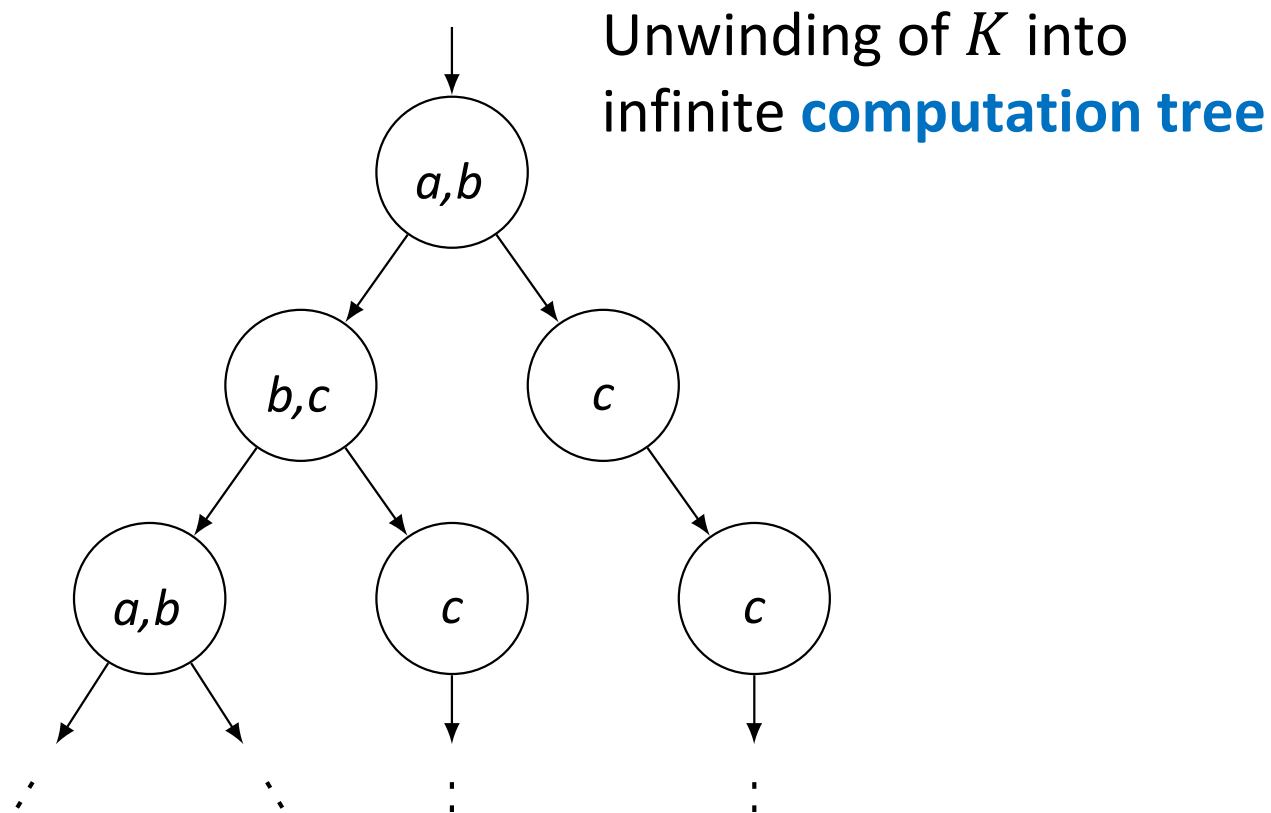 Unwinding of K into
infinite computation tree
a,b
b,c
c
a,b
c
c